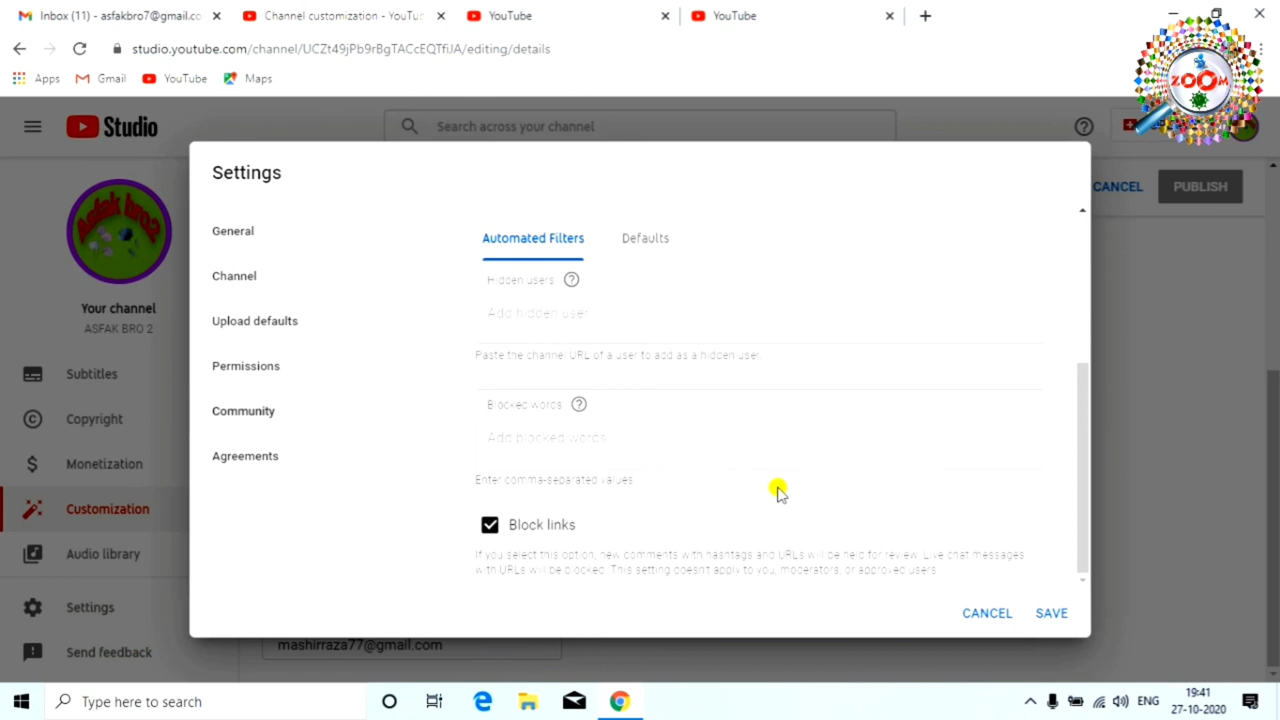 Inbox (11) - asfakbro7@gmail.co
Channel customization - YouTu
YouTube
YouTube
studio.youtube.com/channel/UCZt49jPb9rBgTACcEQTfiJA/editing/details
Apps
Gmail
YouTube
Maps
ZOOM
Studio
Search across your channel
Asfak bro2
Your channel
ASFAK BRO 2
CANCEL
PUBLISH
Subtitles
Copyright
Monetization
Customization
Audio library
Settings
Send feedback
Settings
General
Channel
Upload defaults
Permissions
Community
Agreements
Automated Filters
Defaults
Hidden users
Add hidden user
Paste the channel URL of a user to add as a hidden user.
Blocked words
Add blocked words
Enter comma-separated values
Block links
If you select this option, new comments with hashtags and URLs will be held for review. Live chat messages
with URLs will be blocked. This setting doesn't apply to you, moderators, or approved users
CANCEL
SAVE
mashirraza77@gmail.com
Type here to search
ENG
19:41
27-10-2020